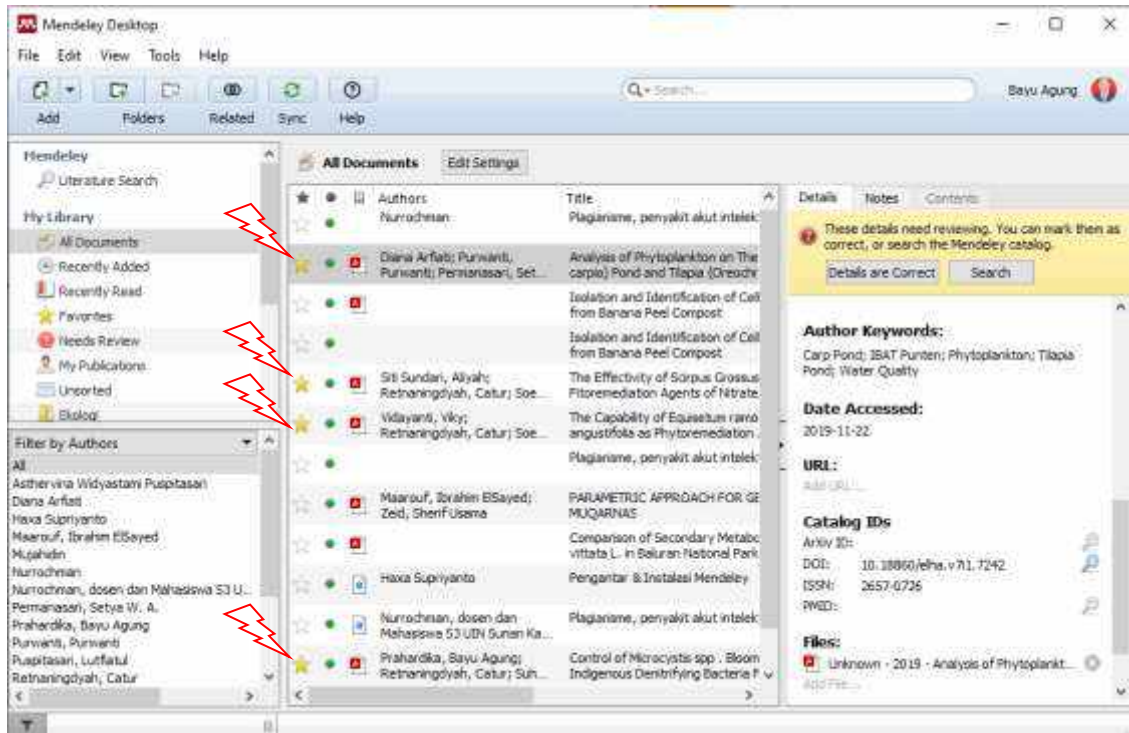 Mendeley Desktop
File Edit View Tools Help
Search...
Bayu Agung
Add Folders Related Sync Help
Mendeley
Literature Search
My Library
All Documents
Recently Added
Recently Read
Favorites
Needs Review
My Publications
Unsorted
Ekologi
Filter by Authors
All
Asthervina Widyastami Puspitasari
Diana Arfiati
Haxa Supriyanto
Maarouf, Ibrahim ElSayed
Mujahidin
Nurrochman
Nurrochman, dosen dan Mahasiswa S3 U...
Permanasari, Setya W. A.
Prahardika, Bayu Agung
Purwanti, Purwanti
Puspitasari, Lutfiatul
Retnaningdyah, Catur
All Documents Edit Settings
Authors Title
Nurrochman Plagiarisme, penyakit akut intelek
Diana Arfiati; Purwanti, Analysis of Phytoplankton on The
Purwanti; Permanasari, Set... carpio) Pond and Tilapia (Oreochr
Isolation and Identification of Cell
from Banana Peel Compost
Isolation and Identification of Cell
from Banana Peel Compost
Siti Sundari, Aliyah; The Effectivity of Scirpus Grossus
Retnaningdyah, Catur; Soe... Fitoremediation Agents of Nitrate
Vidayanti, Viky; The Capability of Equisetum ramo
Retnaningdyah, Catur; Soe... angustifolia as Phytoremediation
Plagiarisme, penyakit akut intelek
Maarouf, Ibrahim ElSayed; PARAMETRIC APPROACH FOR GE
Zeid, Sherif Usama MUQARNAS
Comparison of Secondary Metabo
vittata L. in Baluran National Park
Haxa Supriyanto Pengantar & Instalasi Mendeley
Nurrochman, dosen dan Plagiarisme, penyakit akut intelek
Mahasiswa S3 UIN Sunan Ka...
Prahardika, Bayu Agung; Control of Microcystis spp . Bloom
Retnaningdyah, Catur; Suh... Indigenous Denitrifying Bacteria F
Details Notes Contents
These details need reviewing. You can mark them as
correct, or search the Mendeley catalog.
Details are Correct Search
Author Keywords:
Carp Pond; IBAT Punten; Phytoplankton; Tilapia
Pond; Water Quality
Date Accessed:
2019-11-22
URL:
Add URL...
Catalog IDs
ArXiv ID:
DOI: 10.18860/elha.v7i1.7242
ISSN: 2657-0726
PMID:
Files:
Unknown - 2019 - Analysis of Phytoplankt...
Add File...